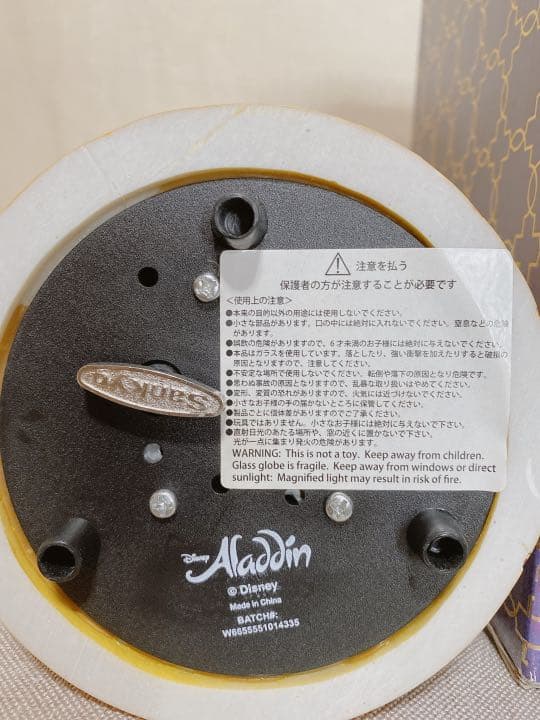 注意を払う
保護者の方が注意することが必要です
<使用上の注意>
●本来の目的以外の用途には使用しないでください。
●小さな部品があります。口の中には絶対に入れないでください。窒息などの危険
があります。
●誤飲の危険がありますので、6才未満のお子様には絶対に与えないでください。
●本品はガラスを使用しています。落としたり、強い衝撃を加えたりすると破損の
原因となりますので、注意してください。
●不安定な場所で使用しないでください。転倒や落下の原因となり危険です。
●思わぬ事故の原因となりますので、乱暴な取り扱いはやめてください。
●変形、変質の恐れがありますので、火気には近づけないでください。
●小さなお子様の手の届かないところに保管してください。
●製品ごとに個体差がありますのでご了承ください。
●玩具ではありません。小さなお子様には絶対に与えないで下さい。
●直射日光のあたる場所や、窓の近くに置かないで下さい。
光が一点に集まり発火の危険があります。
WARNING: This is not a toy. Keep away from children.
Glass globe is fragile. Keep away from windows or direct
sunlight: Magnified light may result in risk of fire.
Sankyo
Disney
Aladdin
© Disney
Made in China
BATCH#:
W6655551014335